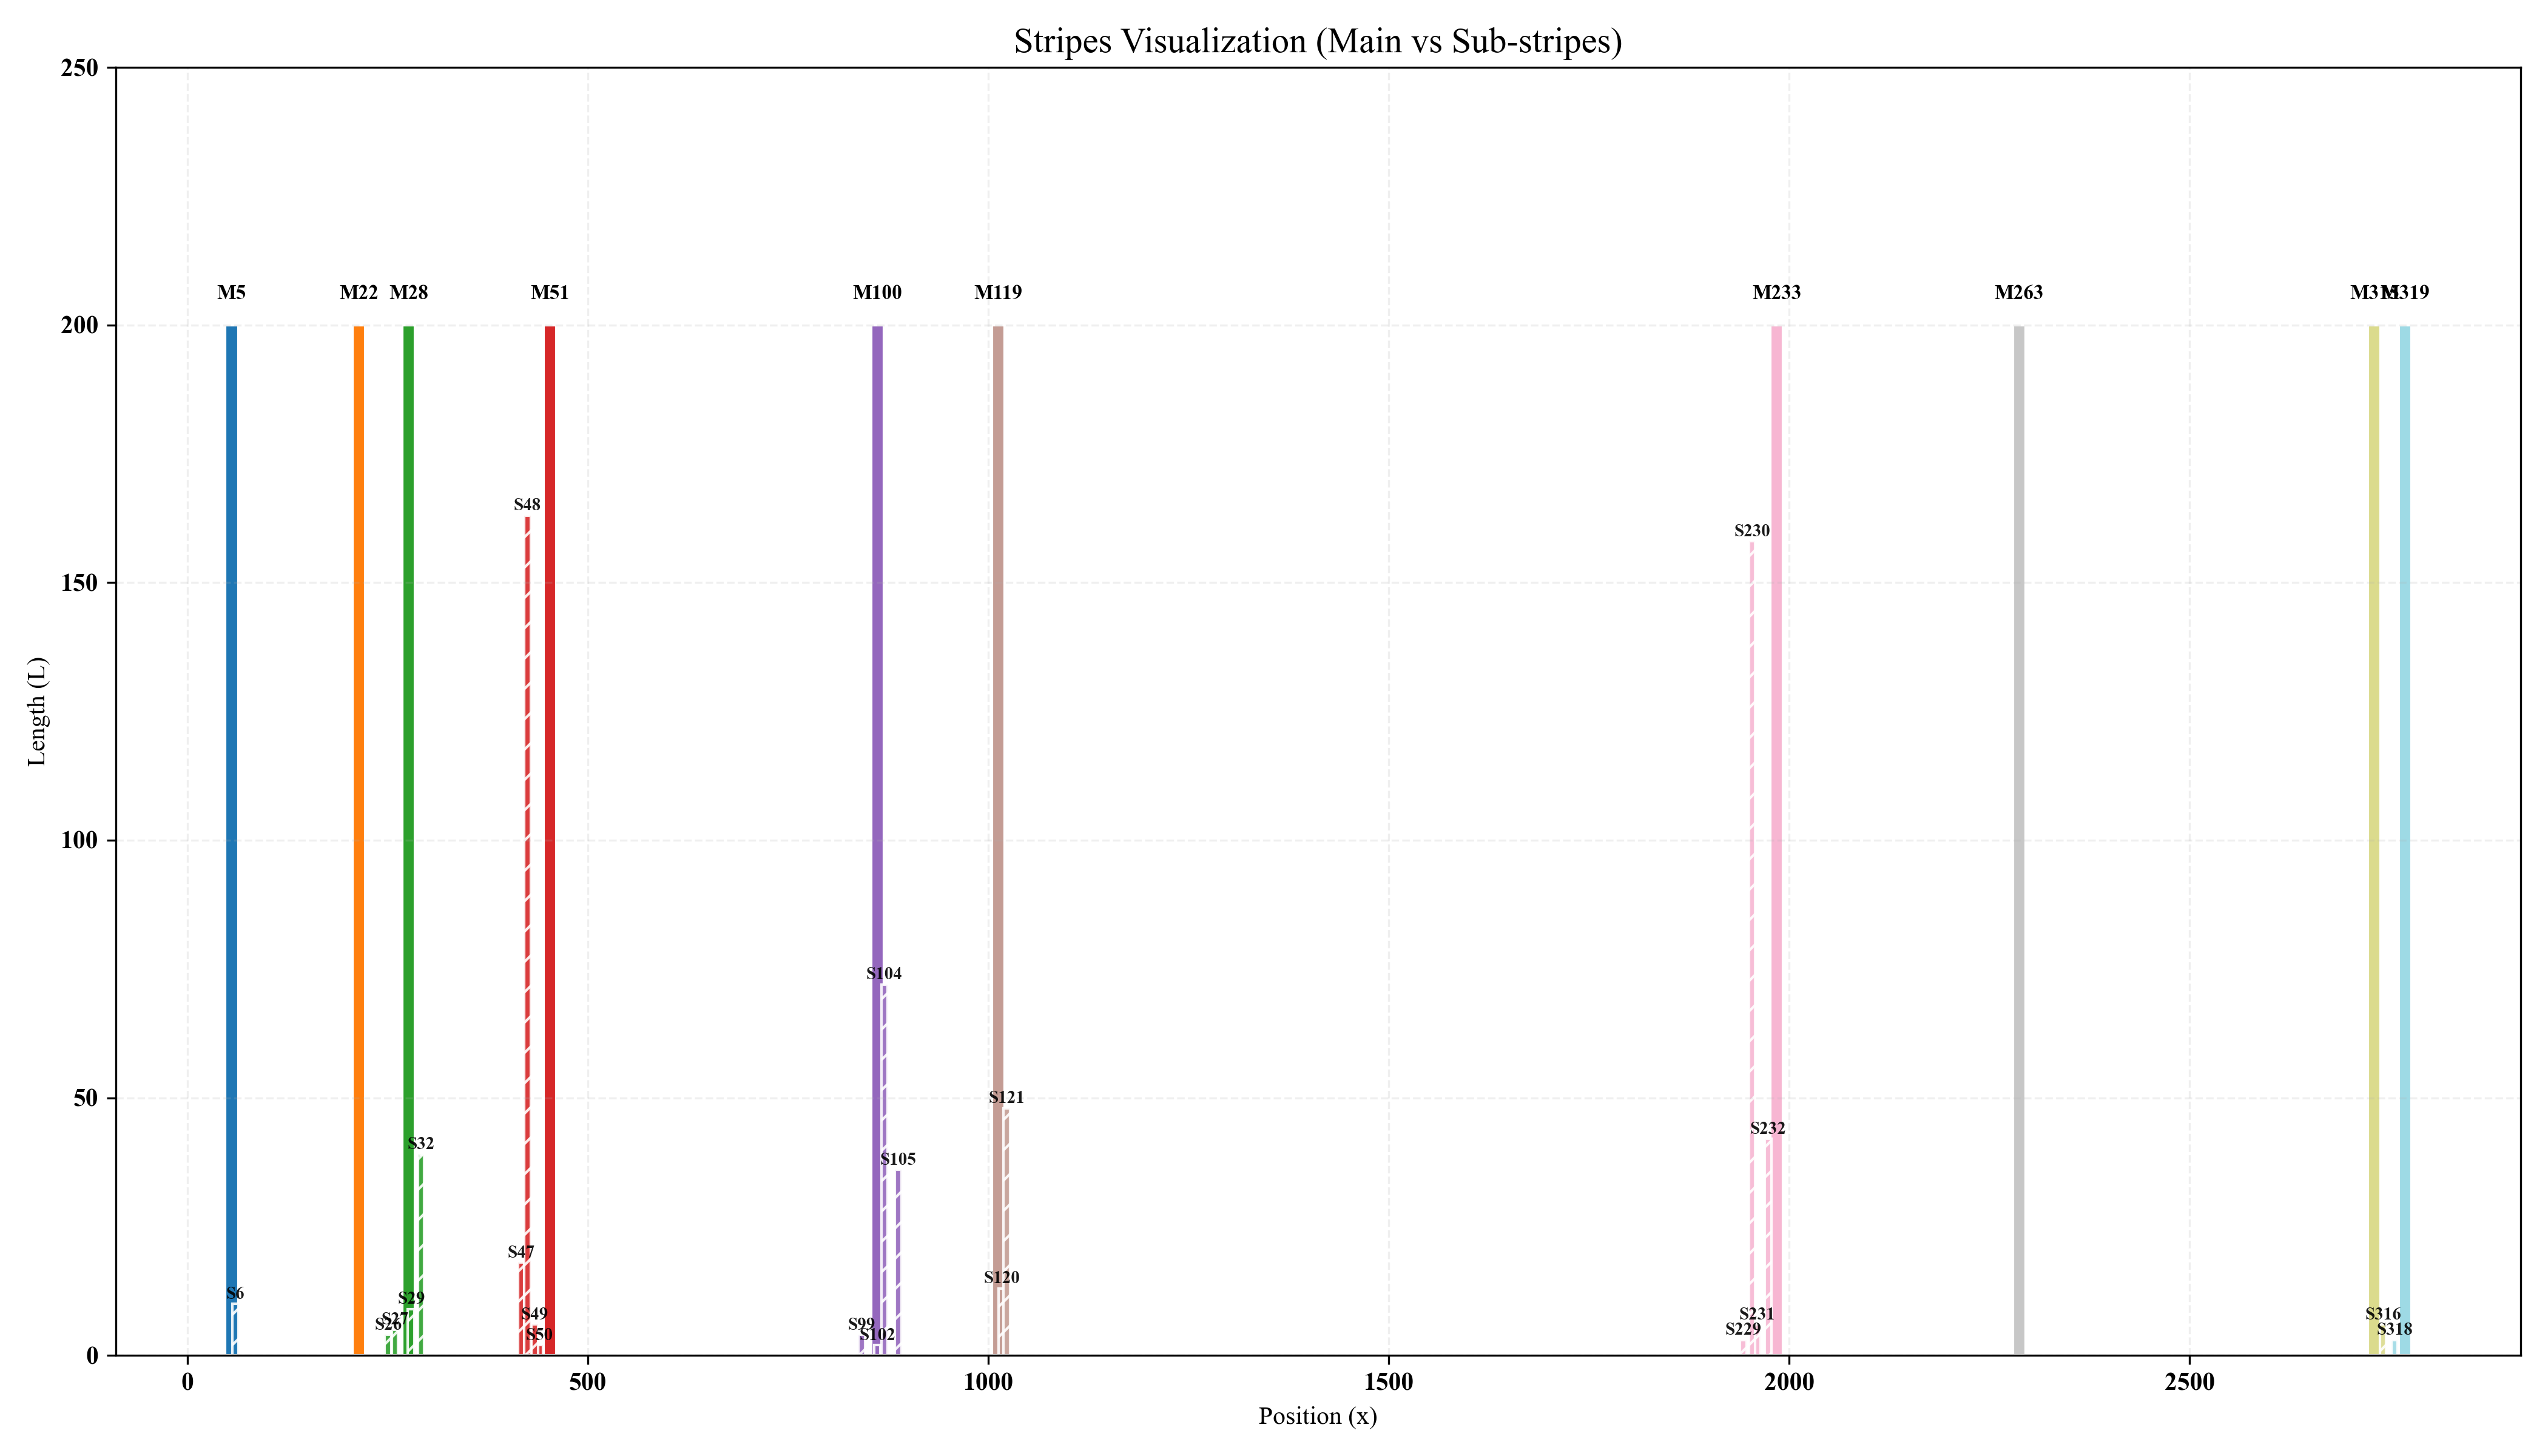 Stripes Visualization (Main vs Sub-stripes)
250
200
150
100
50
0
Length (L)
M5
M22
M28
M51
M100
M119
M233
M263
M319
S48
S230
S104
S121
S32
S232
S105
S47
S120
S6
S29
S27
S26
S49
S50
S99
S102
S231
S229
S316
S318
0
500
1000
1500
2000
2500
Position (x)